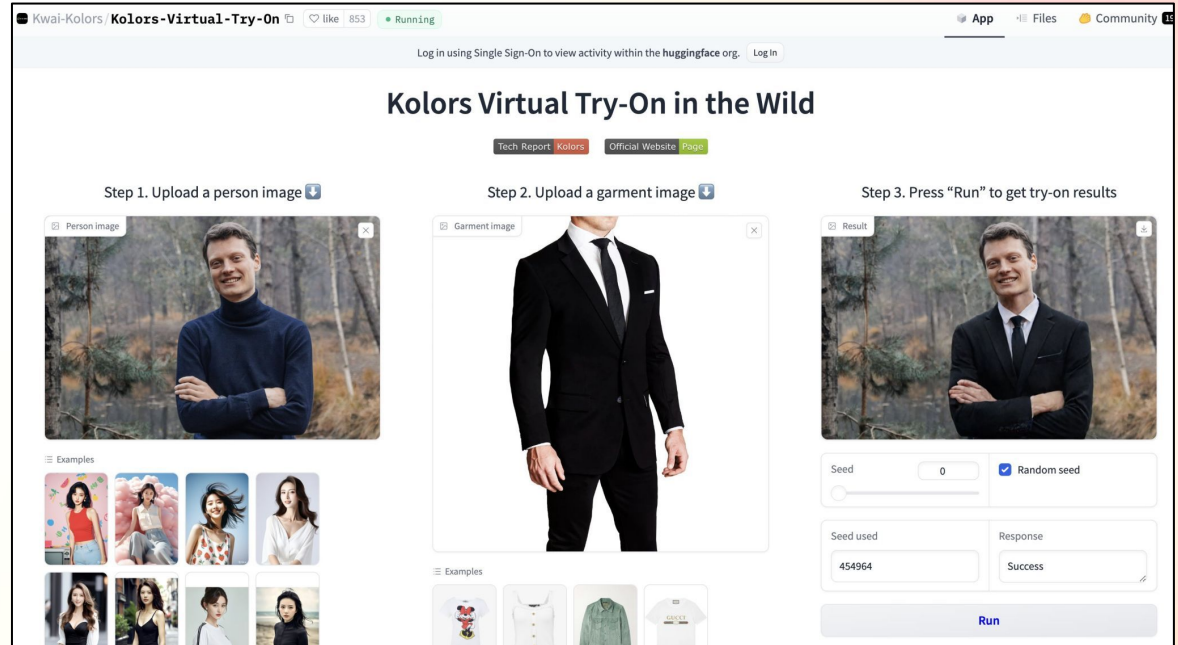 Kwai-Kolors/Kolors-Virtual-Try-On like 853 Running App Files Community
Log in using Single Sign-On to view activity within the huggingface org. Log In
Kolors Virtual Try-On in the Wild
Tech Report Kolors Official Website Page
Step 1. Upload a person image
Step 2. Upload a garment image
Step 3. Press “Run” to get try-on results
Person image
Garment image
Result
Seed 0 Random seed
Seed used Response
454964 Success
Run
Examples
Examples
GUCCI